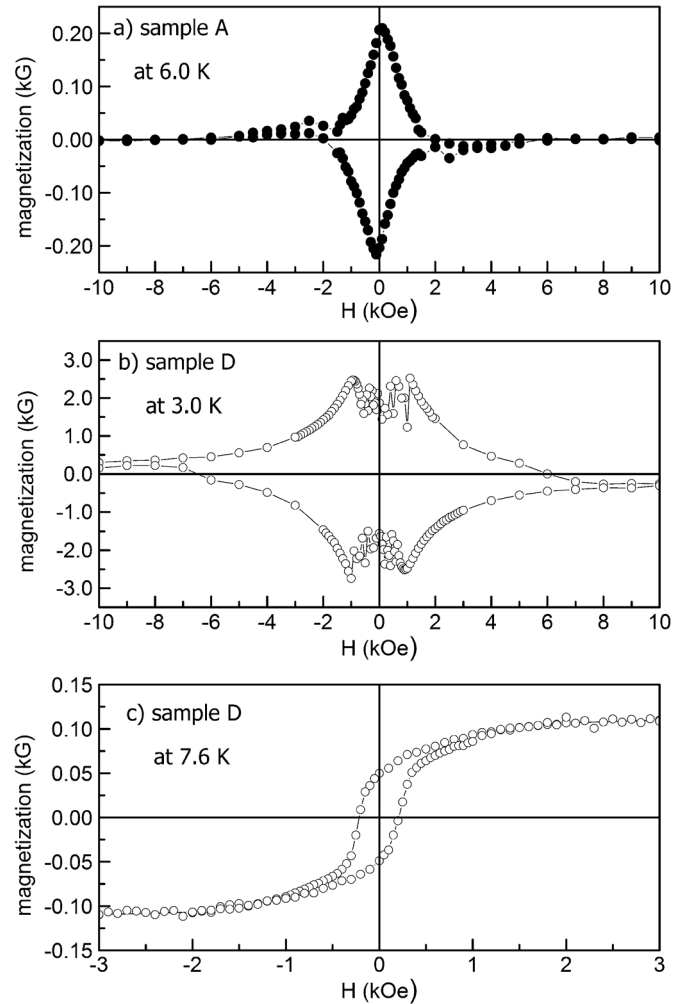 a) sample A
at 6.0 K
0.20
0.10
0.00
-0.10
-0.20
magnetization (kG)
-10 -8 -6 -4 -2 0 2 4 6 8 10
H (kOe)
b) sample D
at 3.0 K
3.0
2.0
1.0
0.0
-1.0
-2.0
-3.0
magnetization (kG)
-10 -8 -6 -4 -2 0 2 4 6 8 10
H (kOe)
c) sample D
at 7.6 K
0.15
0.10
0.05
0.00
-0.05
-0.10
-0.15
magnetization (kG)
-3 -2 -1 0 1 2 3
H (kOe)